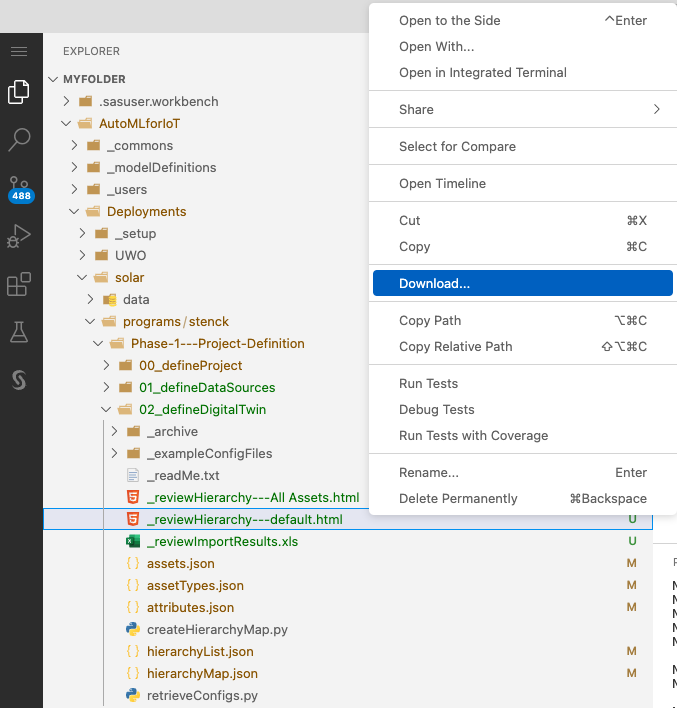 EXPLORER
MYFOLDER
.sasuser.workbench
AutoMLforIoT
_commons
_modelDefinitions
_users
488
Deployments
_setup
UWO
solar
data
programs/stenck
Phase-1---Project-Definition
00_defineProject
01_defineDataSources
02_defineDigitalTwin
_archive
_exampleConfigFiles
_readMe.txt
_reviewHierarchy---All Assets.html
_reviewHierarchy---default.html U
_reviewImportResults.xls U
assets.json M
assetTypes.json M
attributes.json M
createHierarchyMap.py
hierarchyList.json M
hierarchyMap.json M
retrieveConfigs.py
Open to the Side ^Enter
Open With...
Open in Integrated Terminal
Share
Select for Compare
Open Timeline
Cut ⌘X
Copy ⌘C
Download...
Copy Path ⌥⌘C
Copy Relative Path ⇧⌥⌘C
Run Tests
Debug Tests
Run Tests with Coverage
Rename... Enter
Delete Permanently ⌘Backspace